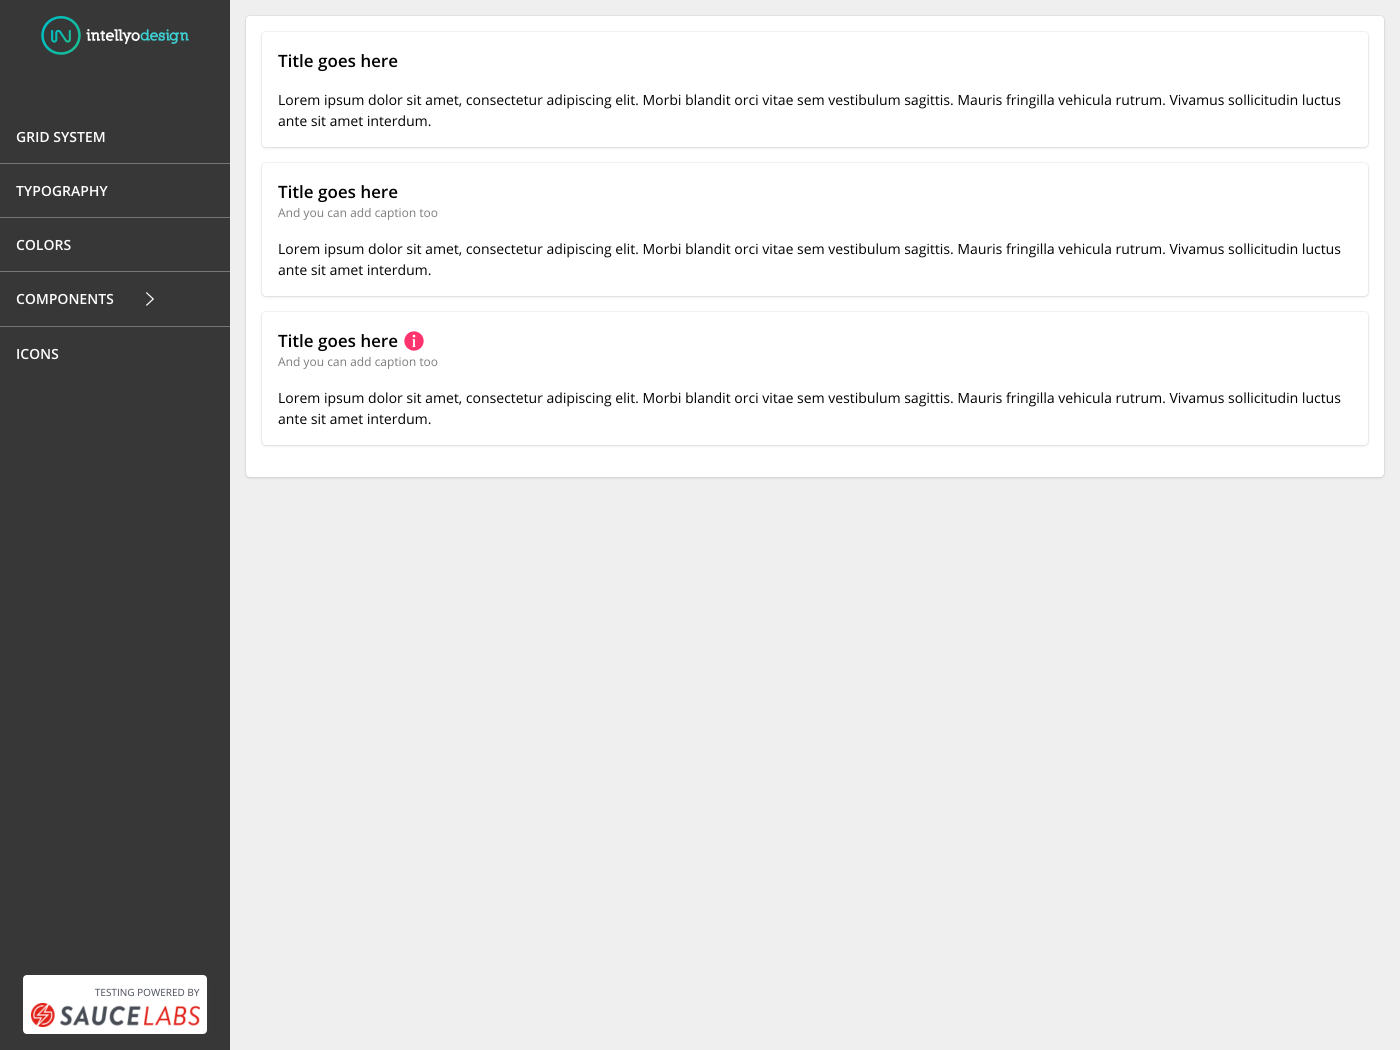 intellyodesign
GRID SYSTEM
TYPOGRAPHY
COLORS
COMPONENTS
ICONS
TESTING POWERED BY
SAUCELABS
Title goes here
Lorem ipsum dolor sit amet, consectetur adipiscing elit. Morbi blandit orci vitae sem vestibulum sagittis. Mauris fringilla vehicula rutrum. Vivamus sollicitudin luctus
ante sit amet interdum.
Title goes here
And you can add caption too
Lorem ipsum dolor sit amet, consectetur adipiscing elit. Morbi blandit orci vitae sem vestibulum sagittis. Mauris fringilla vehicula rutrum. Vivamus sollicitudin luctus
ante sit amet interdum.
Title goes here
And you can add caption too
Lorem ipsum dolor sit amet, consectetur adipiscing elit. Morbi blandit orci vitae sem vestibulum sagittis. Mauris fringilla vehicula rutrum. Vivamus sollicitudin luctus
ante sit amet interdum.